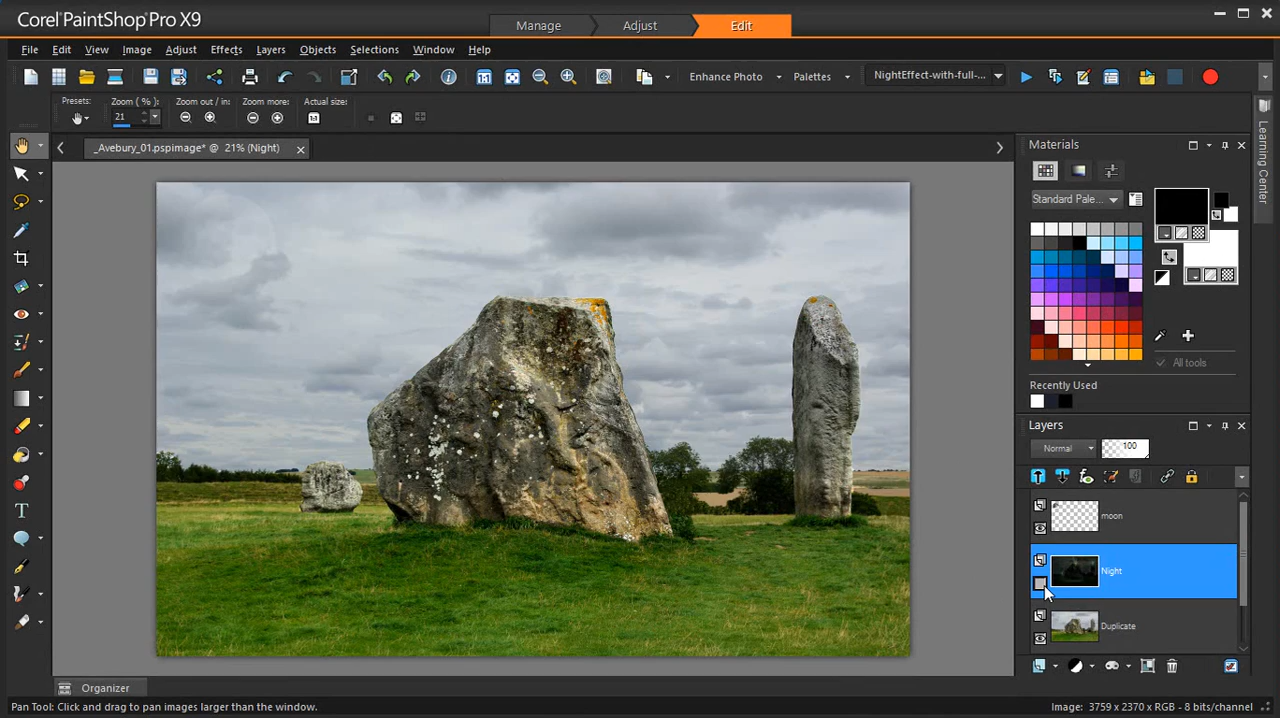 Corel PaintShop Pro X9
Manage
Adjust
Edit
File Edit View Image Adjust Effects Layers Objects Selections Window Help
Enhance Photo
Palettes
NightEffect-with-full-...
Presets:
Zoom ( % ):
Zoom out / in:
Zoom more:
Actual size:
21
_Avebury_01.pspimage* @ 21% (Night)
Materials
Standard Pale...
All tools
Recently Used
Layers
Normal
100
moon
Night
Duplicate
Learning Center
Organizer
Pan Tool: Click and drag to pan images larger than the window.
Image: 3759 x 2370 x RGB - 8 bits/channel